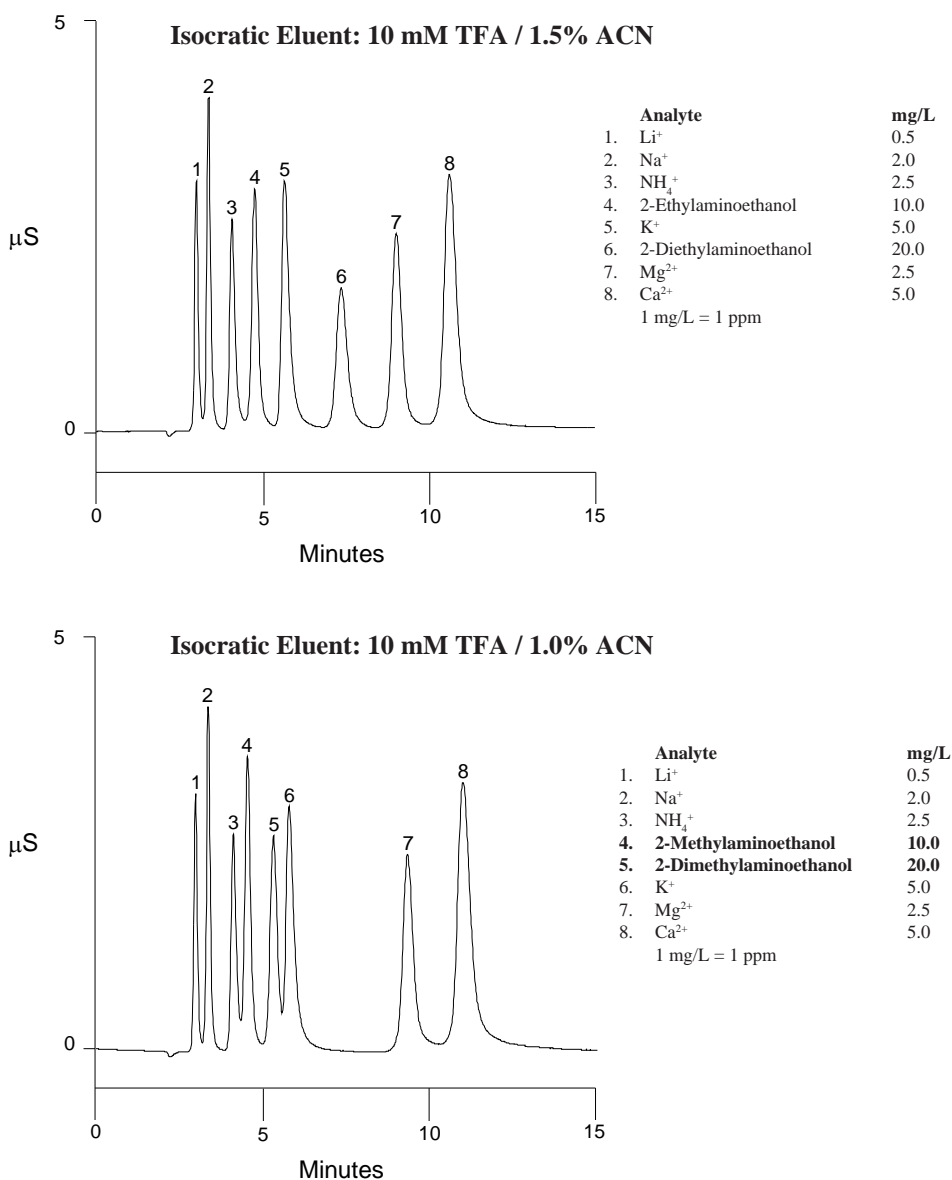 Isocratic Eluent: 10 mM TFA / 1.5% ACN
5
μS
0
1
2
3
4
5
6
7
8
0 5 10 15
Minutes
Analyte mg/L
1. Li⁺ 0.5
2. Na⁺ 2.0
3. NH₄⁺ 2.5
4. 2-Ethylaminoethanol 10.0
5. K⁺ 5.0
6. 2-Diethylaminoethanol 20.0
7. Mg²⁺ 2.5
8. Ca²⁺ 5.0
1 mg/L = 1 ppm
Isocratic Eluent: 10 mM TFA / 1.0% ACN
5
μS
0
1
2
3
4
5
6
7
8
0 5 10 15
Minutes
Analyte mg/L
1. Li⁺ 0.5
2. Na⁺ 2.0
3. NH₄⁺ 2.5
4. 2-Methylaminoethanol 10.0
5. 2-Dimethylaminoethanol 20.0
6. K⁺ 5.0
7. Mg²⁺ 2.5
8. Ca²⁺ 5.0
1 mg/L = 1 ppm